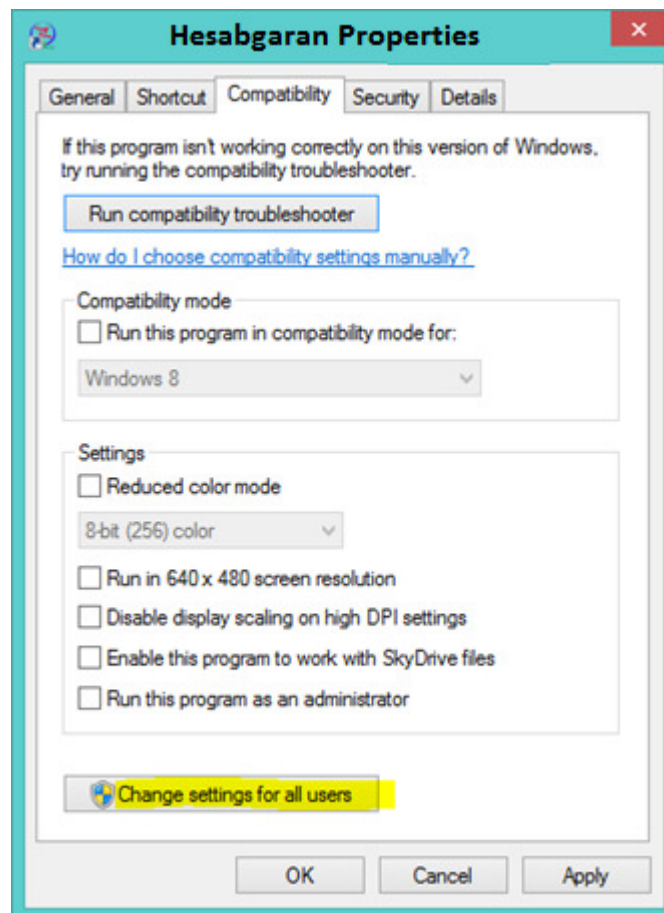 Hesabgaran Properties
General Shortcut Compatibility Security Details
If this program isn't working correctly on this version of Windows,
try running the compatibility troubleshooter.
Run compatibility troubleshooter
How do I choose compatibility settings manually?
Compatibility mode
Run this program in compatibility mode for:
Windows 8
Settings
Reduced color mode
8-bit (256) color
Run in 640 x 480 screen resolution
Disable display scaling on high DPI settings
Enable this program to work with SkyDrive files
Run this program as an administrator
Change settings for all users
OK Cancel Apply